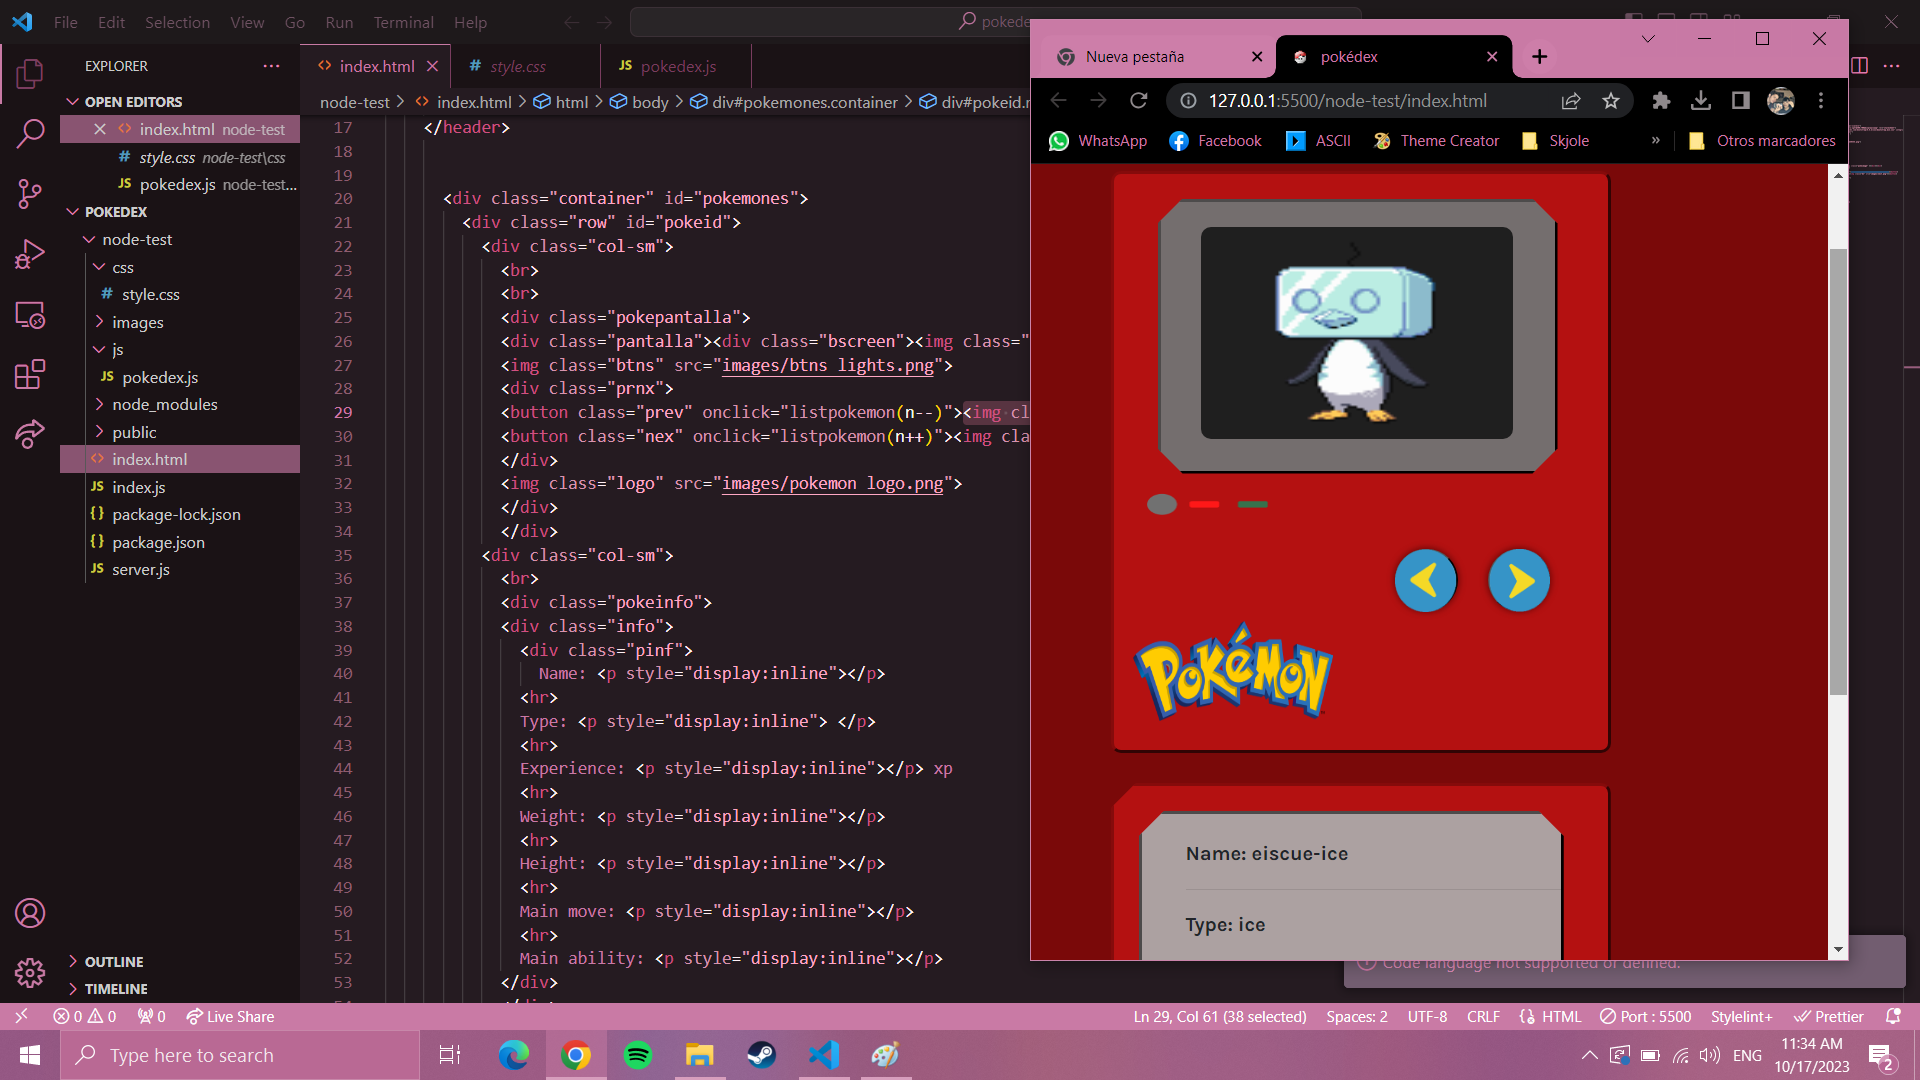 File Edit Selection View Go Run Terminal Help
EXPLORER
OPEN EDITORS
index.html node-test
style.css node-test\css
pokedex.js node-test...
POKEDEX
node-test
css
style.css
images
js
pokedex.js
node_modules
public
index.html
index.js
package-lock.json
package.json
server.js
OUTLINE
TIMELINE
index.html
style.css
pokedex.js
node-test > index.html > html > body > div#pokemones.container >
17 </header>
18
19
20 <div class="container" id="pokemones">
21 <div class="row" id="pokeid">
22 <div class="col-sm">
23 <br>
24 <br>
25 <div class="pokepantalla">
26 <div class="pantalla"><div class="bscreen"><img class="
27 <img class="btns" src="images/btns lights.png">
28 <div class="prnx">
29 <button class="prev" onclick="listpokemon(n--)"><img cl
30 <button class="nex" onclick="listpokemon(n++)"><img cla
31 </div>
32 <img class="logo" src="images/pokemon logo.png">
33 </div>
34 </div>
35 <div class="col-sm">
36 <br>
37 <div class="pokeinfo">
38 <div class="info">
39 <div class="pinf">
40 Name: <p style="display:inline"></p>
41 <hr>
42 Type: <p style="display:inline"> </p>
43 <hr>
44 Experience: <p style="display:inline"></p> xp
45 <hr>
46 Weight: <p style="display:inline"></p>
47 <hr>
48 Height: <p style="display:inline"></p>
49 <hr>
50 Main move: <p style="display:inline"></p>
51 <hr>
52 Main ability: <p style="display:inline"></p>
53 </div>
Nueva pestaña
pokédex
127.0.0.1:5500/node-test/index.html
WhatsApp Facebook ASCII Theme Creator Skjole » Otros marcadores
POKéMON
Name: eiscue-ice
Type: ice
Code language not supported or defined.
0 0 0 Live Share
Ln 29, Col 61 (38 selected) Spaces: 2 UTF-8 CRLF HTML Port : 5500 Stylelint+ Prettier
Type here to search
ENG
11:34 AM
10/17/2023
2